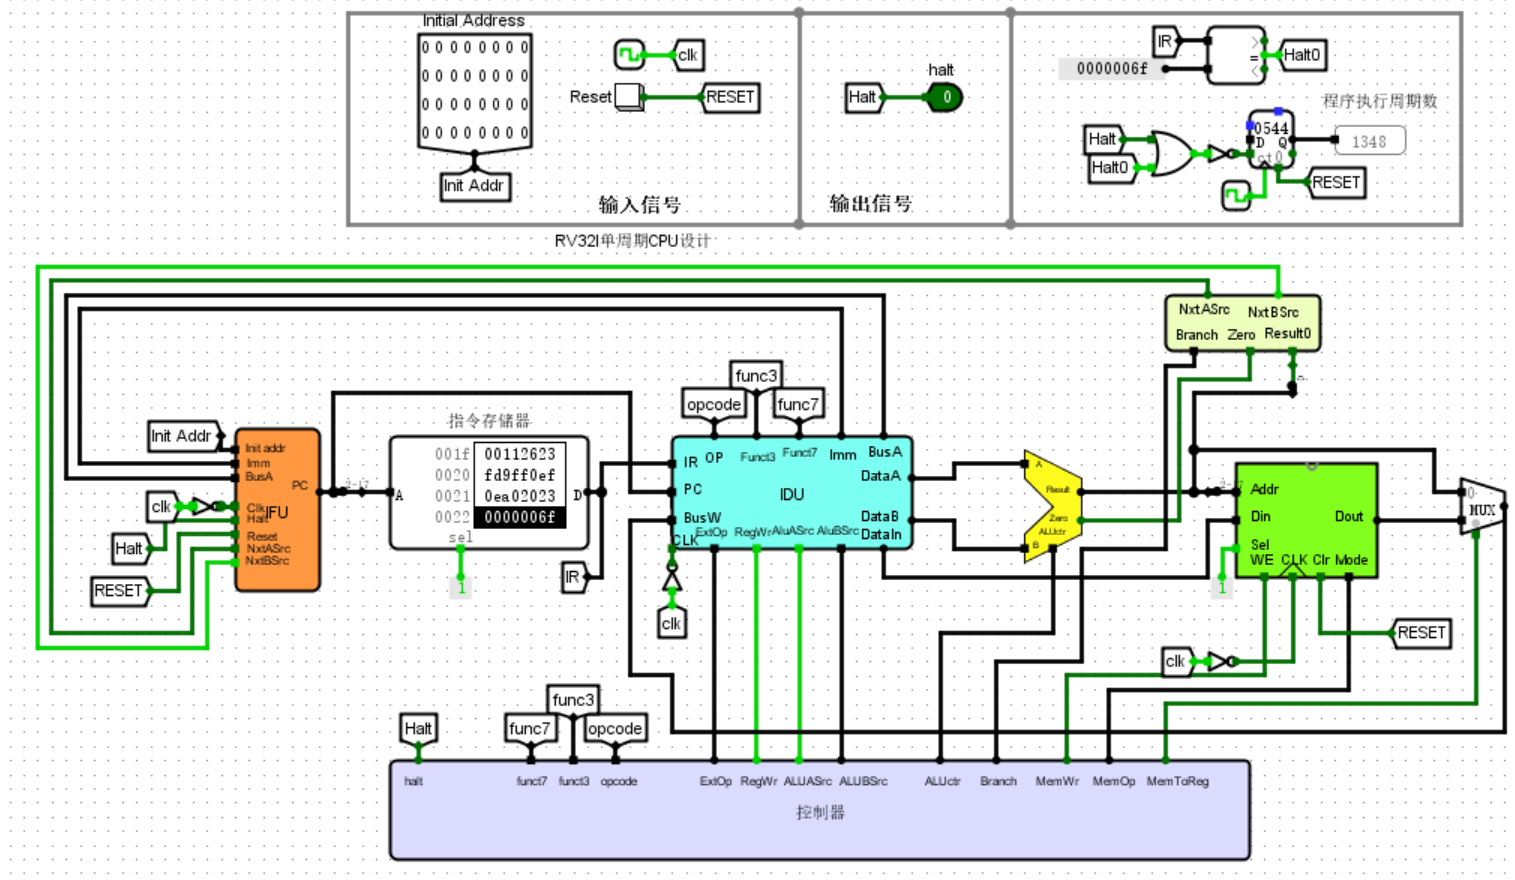 Initial Address
0 0 0 0 0 0 0 0
0 0 0 0 0 0 0 0
0 0 0 0 0 0 0 0
0 0 0 0 0 0 0 0
Init Addr
clk
Reset
RESET
输入信号
halt
Halt
0
输出信号
IR
0000006f
>
=
<
Halt0
程序执行周期数
Halt
Halt0
0544
D Q
ct0
1348
RESET
RV32I单周期CPU设计
NxtASrc
NxtBSrc
Branch
Zero
Result0
Init Addr
clk
Halt
RESET
Init addr
Imm
BusA
PC
Clk
IFU
Halt
Reset
NxtASrc
NxtBSrc
2-17
指令存储器
A
001f 00112623
0020 fd9ff0ef
0021 0ea02023
0022 0000006f
D
sel
1
IR
func3
opcode
func7
IR
OP
Funct3
Funct7
Imm
BusA
DataA
PC
IDU
BusW
DataB
ExtOp
RegWr
AluASrc
AluBSrc
DataIn
CLK
clk
A
Result
Zero
ALUctr
B
2-17
Addr
Din
Dout
Sel
WE
CLK
Clr
Mode
1
0
MUX
clk
RESET
Halt
func7
func3
opcode
halt
funct7
funct3
opcode
ExtOp
RegWr
ALUASrc
ALUBSrc
ALUctr
Branch
MemWr
MemOp
MemToReg
控制器